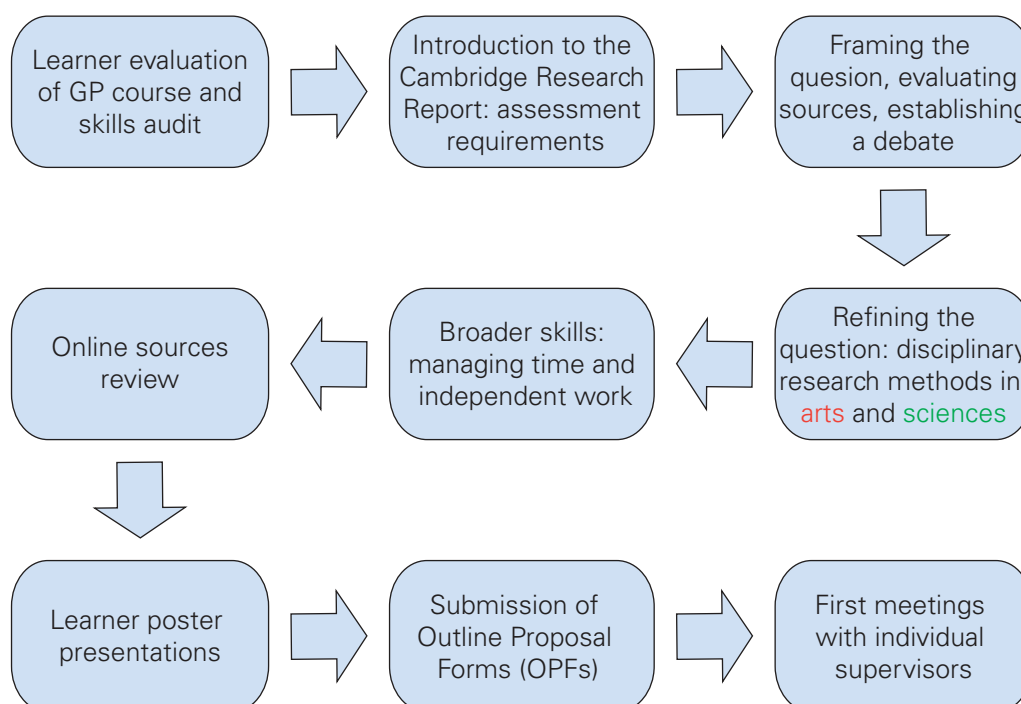 Learner evaluation
of GP course and
skills audit
Introduction to the
Cambridge Research
Report: assessment
requirements
Framing the
quesion, evaluating
sources, establishing
a debate
Refining the
question: disciplinary
research methods in
arts and sciences
Broader skills:
managing time and
independent work
Online sources
review
Learner poster
presentations
Submission of
Outline Proposal
Forms (OPFs)
First meetings
with individual
supervisors